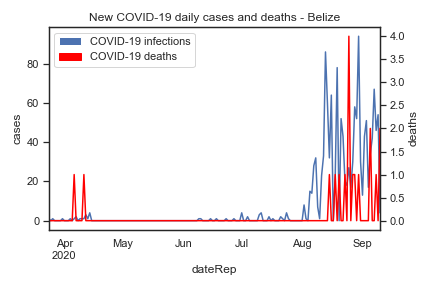 New COVID-19 daily cases and deaths - Belize
COVID-19 infections
COVID-19 deaths
80
60
40
20
0
cases
4.0
3.5
3.0
2.5
2.0
1.5
1.0
0.5
0.0
deaths
Apr May Jun Jul Aug Sep
2020
dateRep